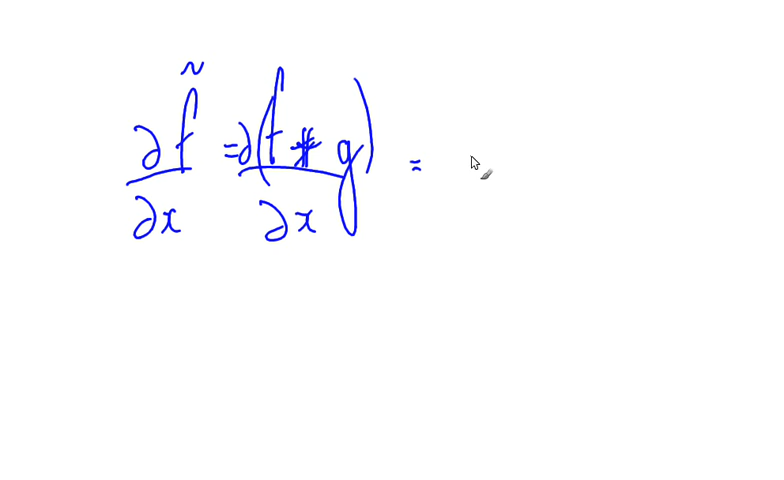 ∂f̃/∂x = ∂(f * g)/∂x =